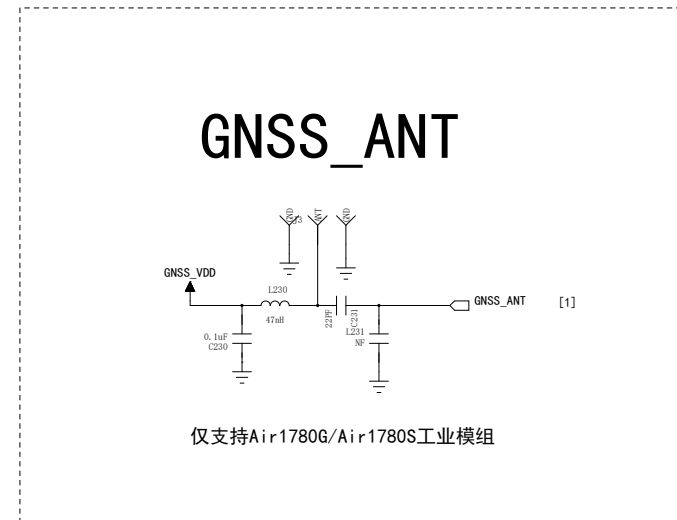 GNSS_ANT
GND
J3
ANT
GND
GNSS_VDD
L230
47nH
22PF
C231
GNSS_ANT [1]
0.1uF
C230
L231
NF
仅支持Air1780G/Air1780S工业模组